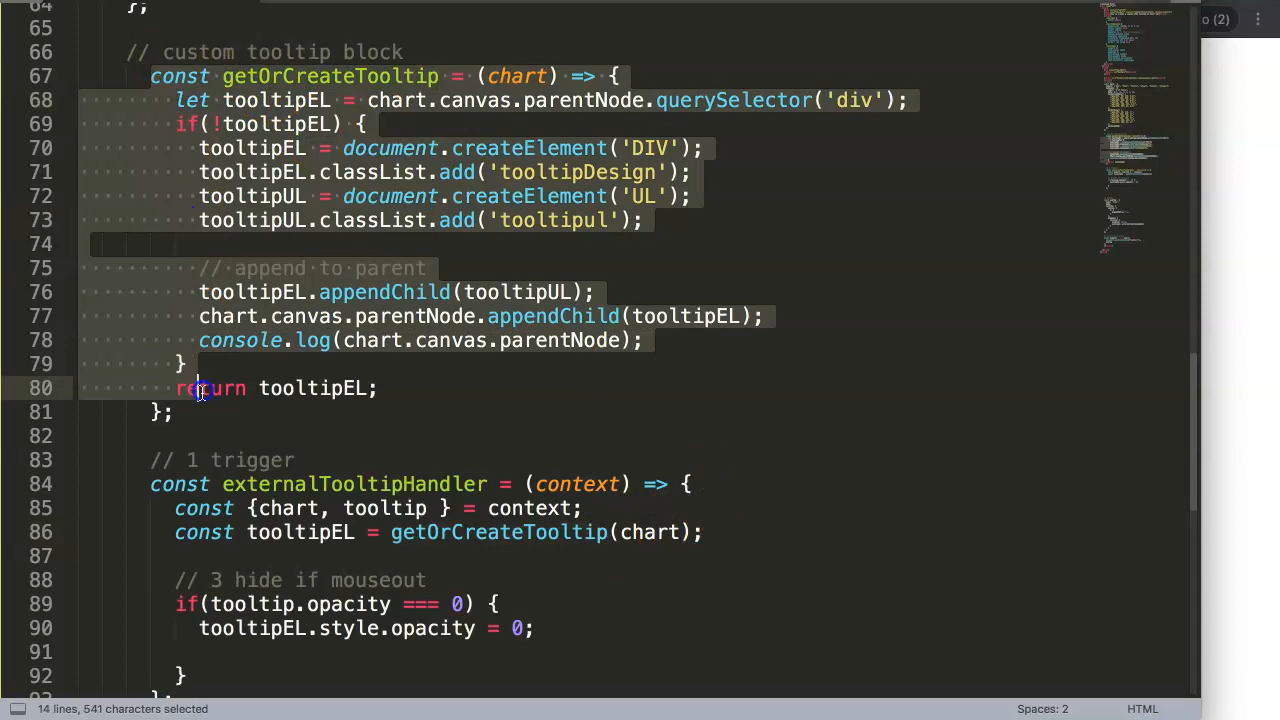 64 };
65
66 // custom tooltip block
67 const getOrCreateTooltip = (chart) => {
68 let tooltipEL = chart.canvas.parentNode.querySelector('div');
69 if(!tooltipEL) {
70 tooltipEL = document.createElement('DIV');
71 tooltipEL.classList.add('tooltipDesign');
72 tooltipUL = document.createElement('UL');
73 tooltipUL.classList.add('tooltipul');
74
75 // append to parent
76 tooltipEL.appendChild(tooltipUL);
77 chart.canvas.parentNode.appendChild(tooltipEL);
78 console.log(chart.canvas.parentNode);
79 }
80 return tooltipEL;
81 };
82
83 // 1 trigger
84 const externalTooltipHandler = (context) => {
85 const {chart, tooltip } = context;
86 const tooltipEL = getOrCreateTooltip(chart);
87
88 // 3 hide if mouseout
89 if(tooltip.opacity === 0) {
90 tooltipEL.style.opacity = 0;
91
92 }
93 };
14 lines, 541 characters selected
Spaces: 2
HTML
(2)